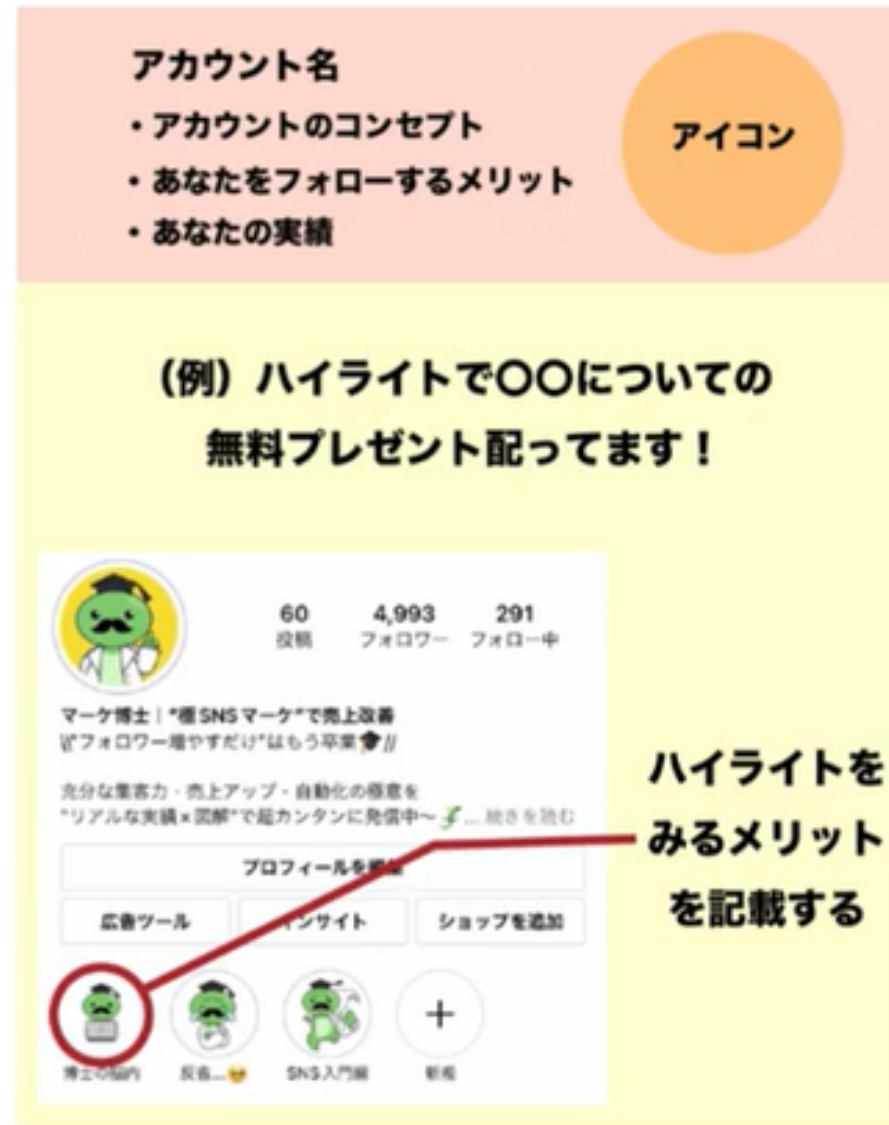 アカウント名
・アカウントのコンセプト
・あなたをフォローするメリット
・あなたの実績
アイコン
（例）ハイライトで〇〇についての
無料プレゼント配ってます！
60 4,993 291
投稿 フォロワー フォロー中
マーケ博士｜"極SNSマーケ"で売上改善
"フォロワー増やすだけ"はもう卒業🎓//
充分な集客力・売上アップ・自動化の極意を
"リアルな実績×図解"で超カンタンに発信中〜 ... 続きを読む
プロフィールを
広告ツール インサイト ショップを追加
博士の脳内 反省... SNS入門編 新規
ハイライトを
みるメリット
を記載する